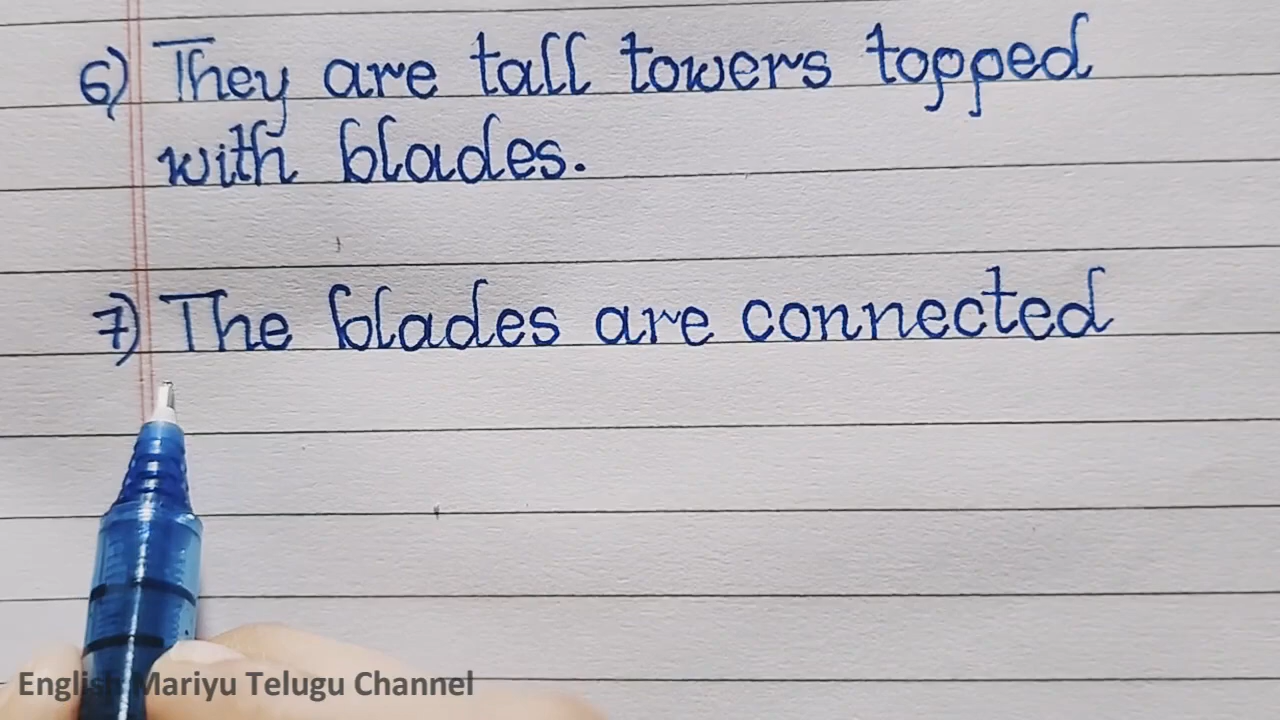 6) They are tall towers topped
with blades.
7) The blades are connected
English Mariyu Telugu Channel